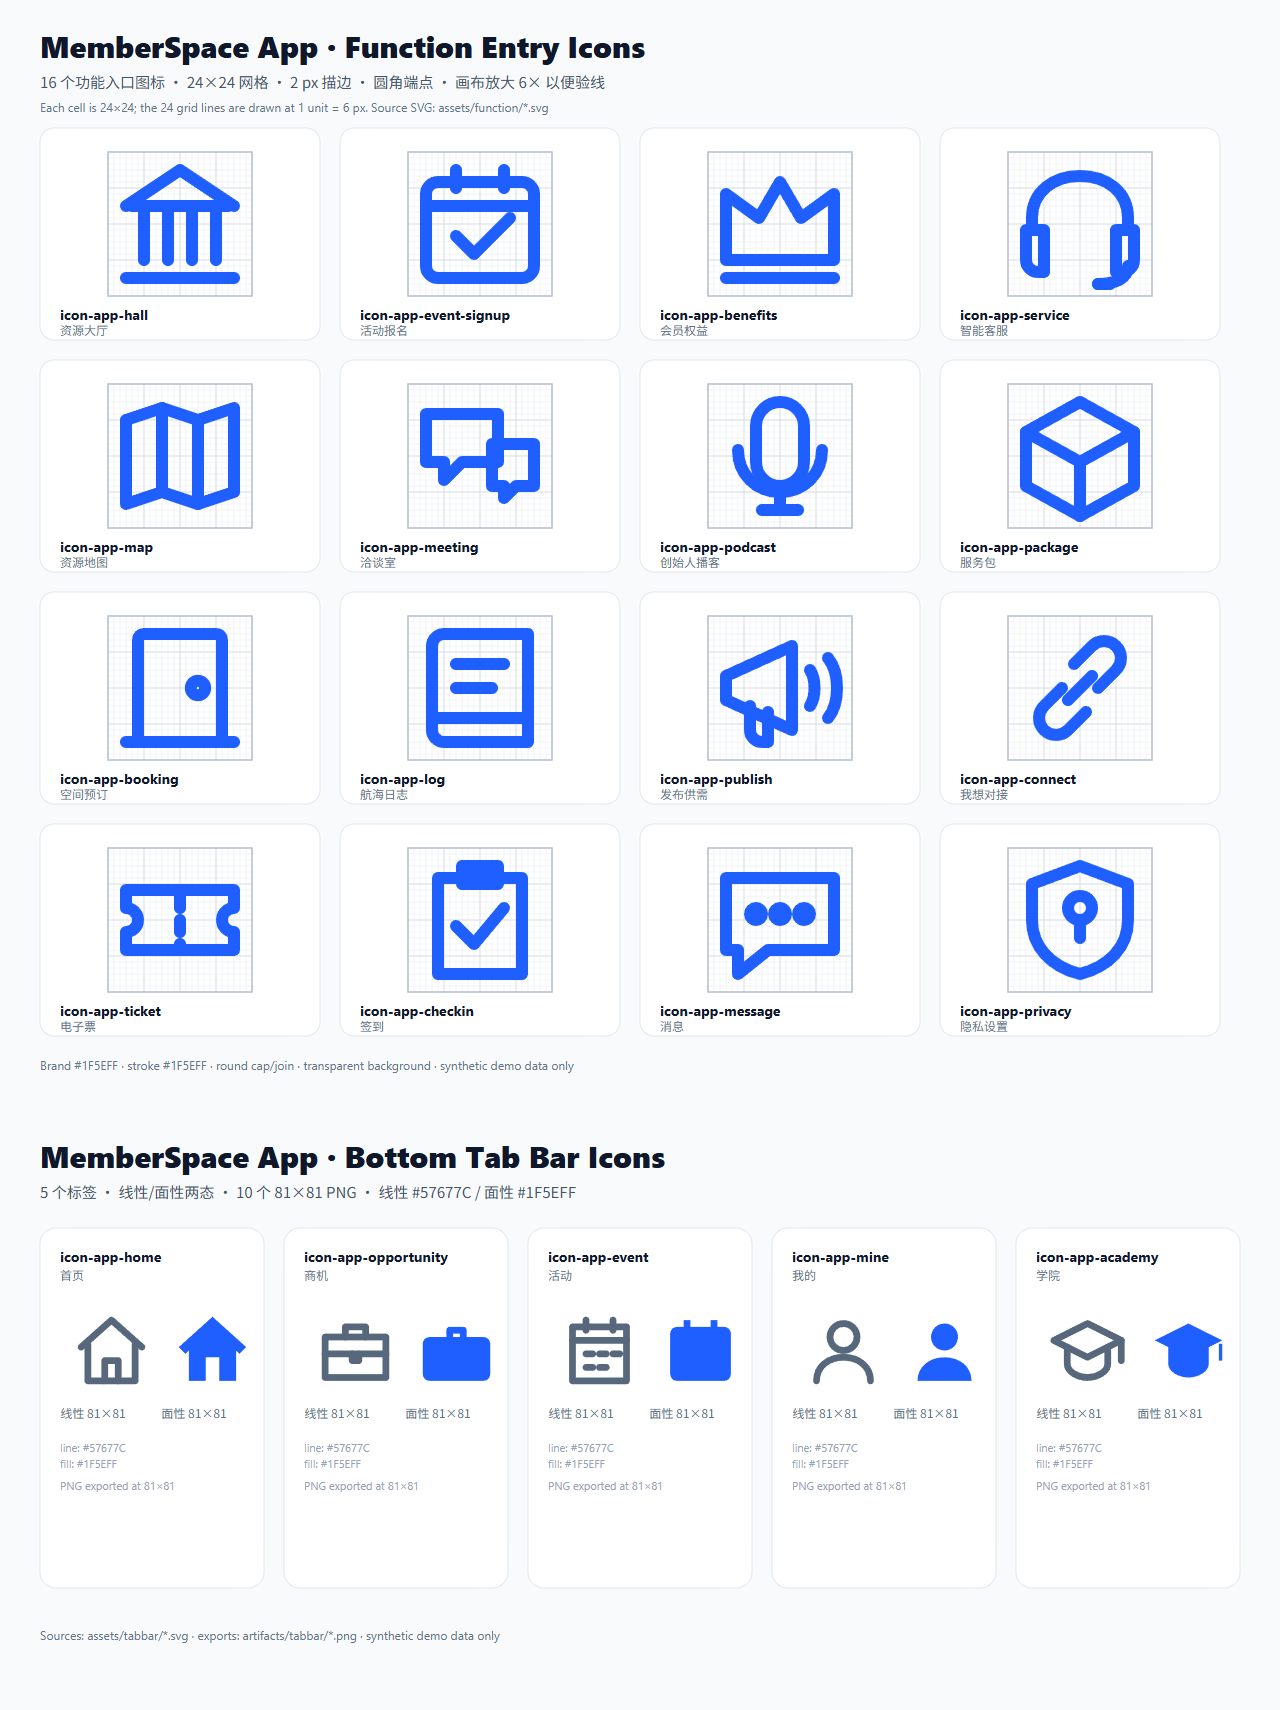 MemberSpace App · Function Entry Icons
16 个功能入口图标 · 24×24 网格 · 2 px 描边 · 圆角端点 · 画布放大 6× 以便验线
Each cell is 24×24; the 24 grid lines are drawn at 1 unit = 6 px. Source SVG: assets/function/*.svg
icon-app-hall
资源大厅
icon-app-event-signup
活动报名
icon-app-benefits
会员权益
icon-app-service
智能客服
icon-app-map
资源地图
icon-app-meeting
洽谈室
icon-app-podcast
创始人播客
icon-app-package
服务包
icon-app-booking
空间预订
icon-app-log
航海日志
icon-app-publish
发布供需
icon-app-connect
我想对接
icon-app-ticket
电子票
icon-app-checkin
签到
icon-app-message
消息
icon-app-privacy
隐私设置
Brand #1F5EFF · stroke #1F5EFF · round cap/join · transparent background · synthetic demo data only
MemberSpace App · Bottom Tab Bar Icons
5 个标签 · 线性/面性两态 · 10 个 81×81 PNG · 线性 #57677C / 面性 #1F5EFF
icon-app-home
首页
线性 81×81 面性 81×81
line: #57677C
fill: #1F5EFF
PNG exported at 81×81
icon-app-opportunity
商机
线性 81×81 面性 81×81
line: #57677C
fill: #1F5EFF
PNG exported at 81×81
icon-app-event
活动
线性 81×81 面性 81×81
line: #57677C
fill: #1F5EFF
PNG exported at 81×81
icon-app-mine
我的
线性 81×81 面性 81×81
line: #57677C
fill: #1F5EFF
PNG exported at 81×81
icon-app-academy
学院
线性 81×81 面性 81×81
line: #57677C
fill: #1F5EFF
PNG exported at 81×81
Sources: assets/tabbar/*.svg · exports: artifacts/tabbar/*.png · synthetic demo data only